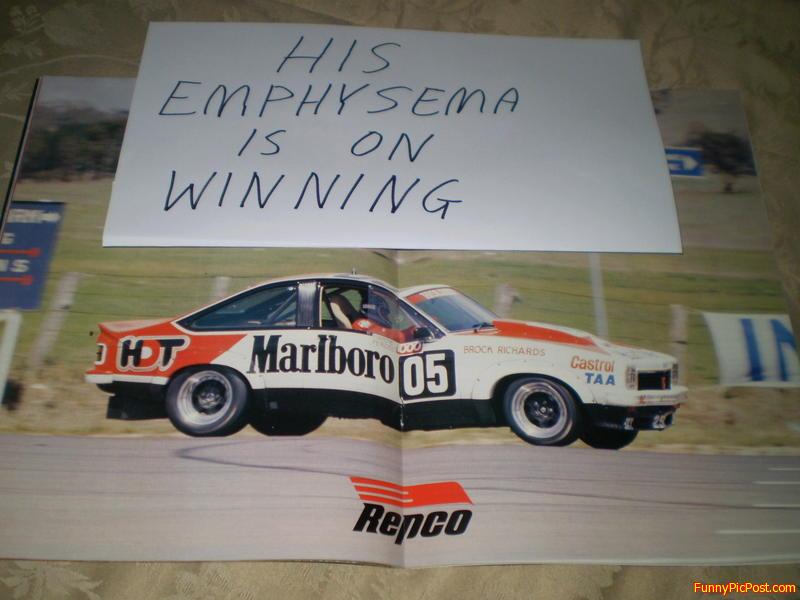 HIS
EMPHYSEMA
IS ON
WINNING
HDT
Marlboro
05
BROCK RICHARDS
Castrol
TAA
Repco
FunnyPicPost.com